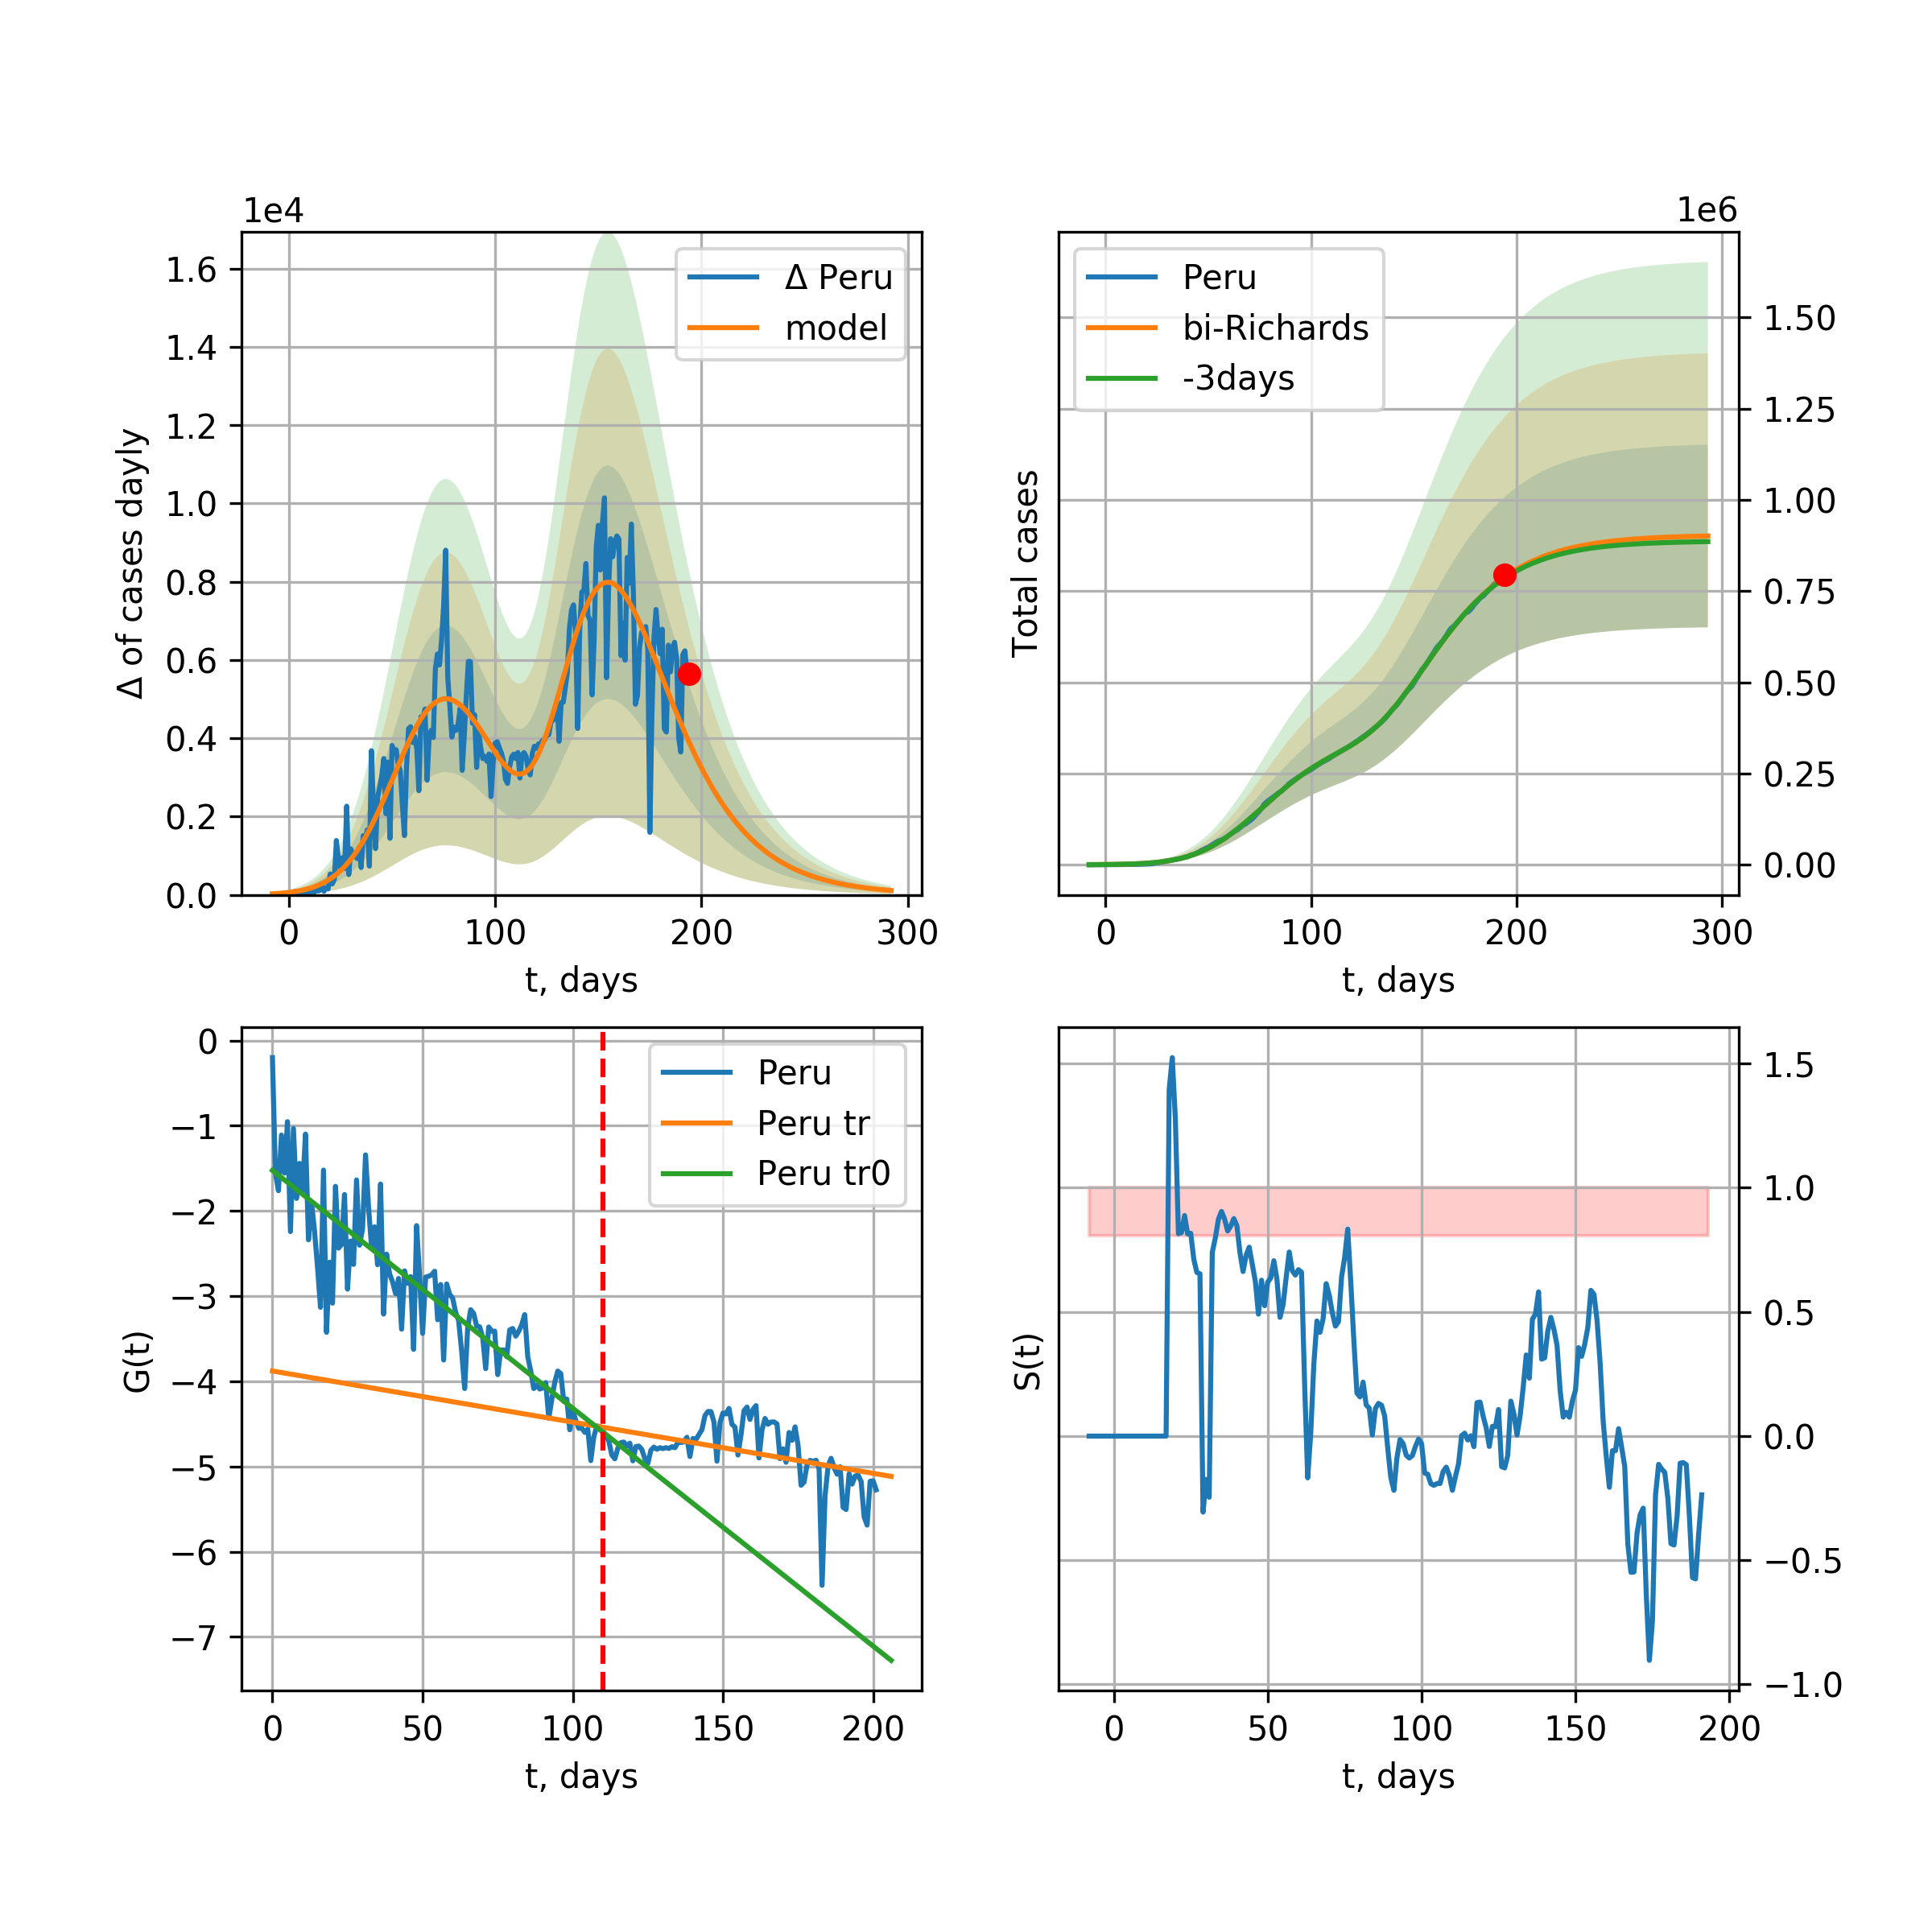 1e4
1.6
1.4
1.2
1.0
0.8
0.6
0.4
0.2
0.0
Δ of cases dayly
Δ Peru
model
0 100 200 300
t, days
1e6
Peru
bi-Richards
-3days
Total cases
1.50
1.25
1.00
0.75
0.50
0.25
0.00
0 100 200 300
t, days
0
−1
−2
−3
−4
−5
−6
−7
G(t)
Peru
Peru tr
Peru tr0
0 50 100 150 200
t, days
S(t)
1.5
1.0
0.5
0.0
−0.5
−1.0
0 50 100 150 200
t, days